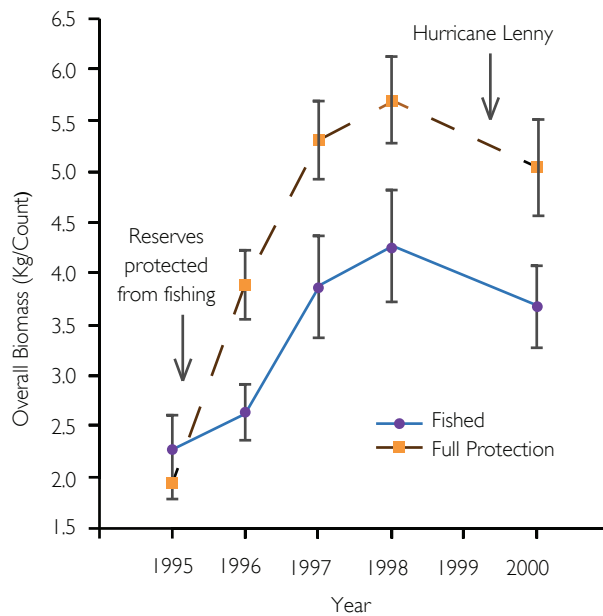 6.5
6.0
5.5
5.0
4.5
4.0
3.5
3.0
2.5
2.0
1.5
Overall Biomass (Kg/Count)
Hurricane Lenny
Reserves
protected
from fishing
Fished
Full Protection
1995 1996 1997 1998 1999 2000
Year